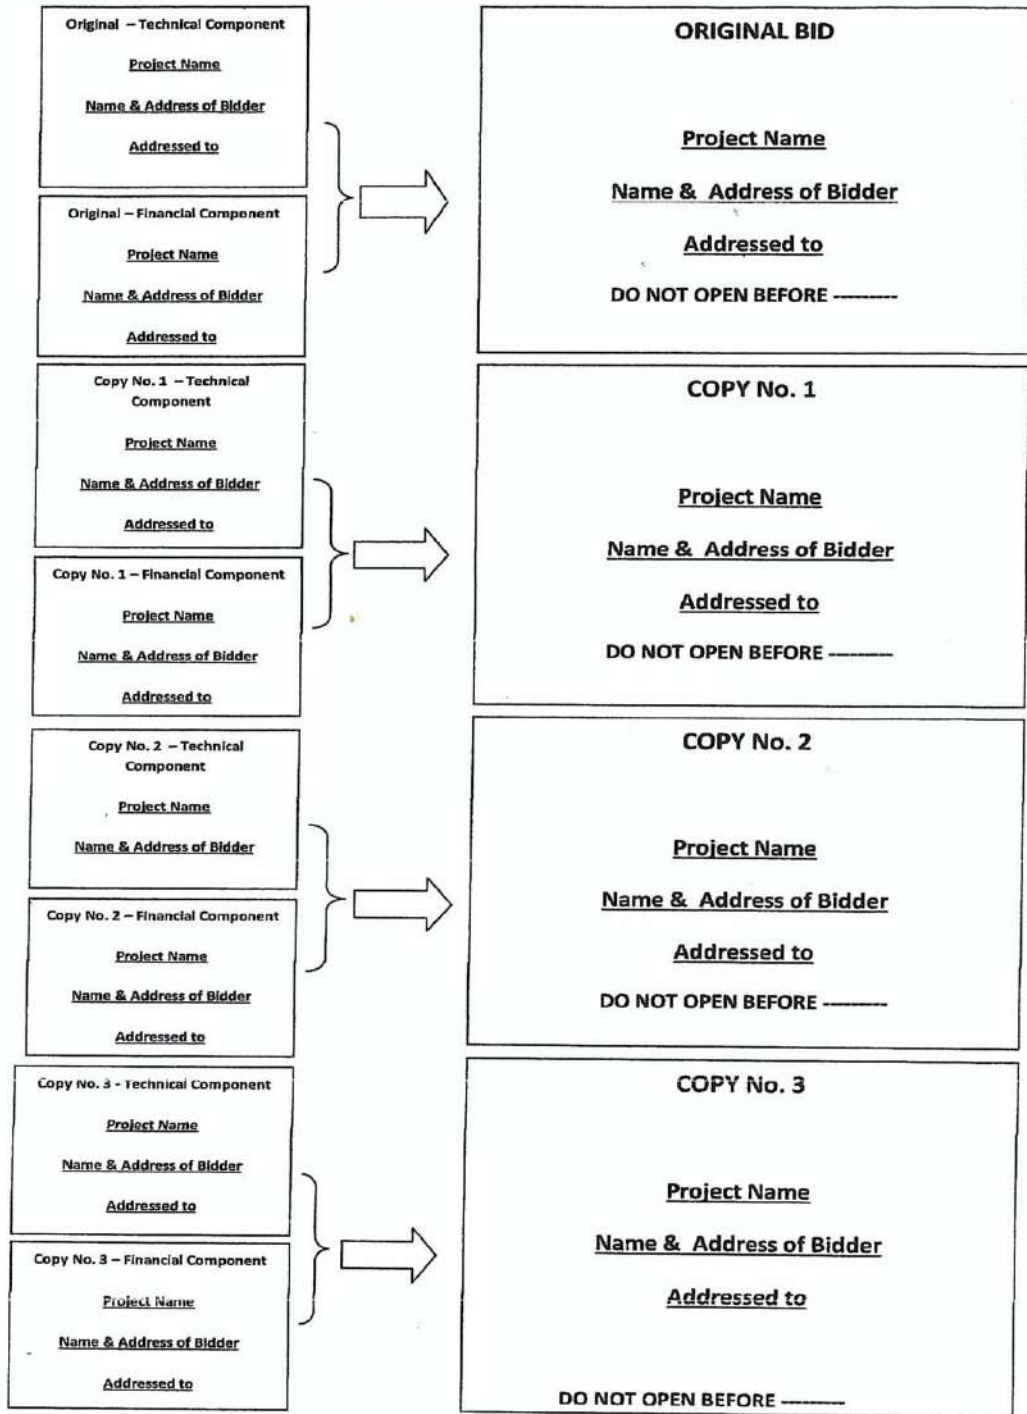 Original – Technical Component
Project Name
Name & Address of Bidder
Addressed to
Original – Financial Component
Project Name
Name & Address of Bidder
Addressed to
ORIGINAL BID
Project Name
Name & Address of Bidder
Addressed to
DO NOT OPEN BEFORE ---------
Copy No. 1 – Technical
Component
Project Name
Name & Address of Bidder
Addressed to
Copy No. 1 – Financial Component
Project Name
Name & Address of Bidder
Addressed to
COPY No. 1
Project Name
Name & Address of Bidder
Addressed to
DO NOT OPEN BEFORE ---------
Copy No. 2 – Technical
Component
Project Name
Name & Address of Bidder
Copy No. 2 – Financial Component
Project Name
Name & Address of Bidder
Addressed to
COPY No. 2
Project Name
Name & Address of Bidder
Addressed to
DO NOT OPEN BEFORE ---------
Copy No. 3 - Technical Component
Project Name
Name & Address of Bidder
Addressed to
Copy No. 3 – Financial Component
Project Name
Name & Address of Bidder
Addressed to
COPY No. 3
Project Name
Name & Address of Bidder
Addressed to
DO NOT OPEN BEFORE ---------